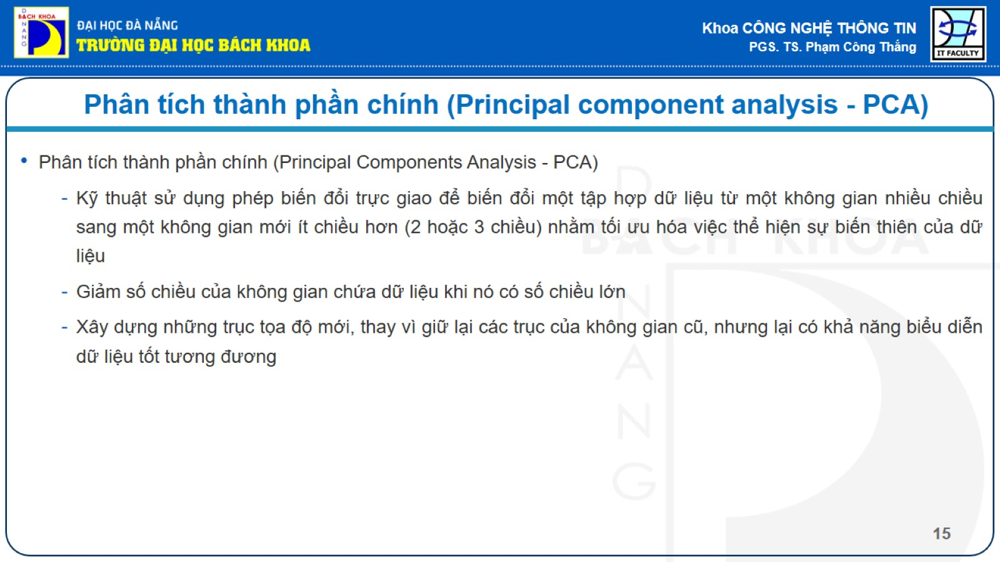 D
BACH KHOA
N
A
N
G
ĐẠI HỌC ĐÀ NẴNG
TRƯỜNG ĐẠI HỌC BÁCH KHOA
Khoa CÔNG NGHỆ THÔNG TIN
PGS. TS. Phạm Công Thắng
IT FACULTY
Phân tích thành phần chính (Principal component analysis - PCA)
• Phân tích thành phần chính (Principal Components Analysis - PCA)
- Kỹ thuật sử dụng phép biến đổi trực giao để biến đổi một tập hợp dữ liệu từ một không gian nhiều chiều
sang một không gian mới ít chiều hơn (2 hoặc 3 chiều) nhằm tối ưu hóa việc thể hiện sự biến thiên của dữ
liệu
- Giảm số chiều của không gian chứa dữ liệu khi nó có số chiều lớn
- Xây dựng những trục tọa độ mới, thay vì giữ lại các trục của không gian cũ, nhưng lại có khả năng biểu diễn
dữ liệu tốt tương đương
D
BACH KHOA
N
A
N
G
15